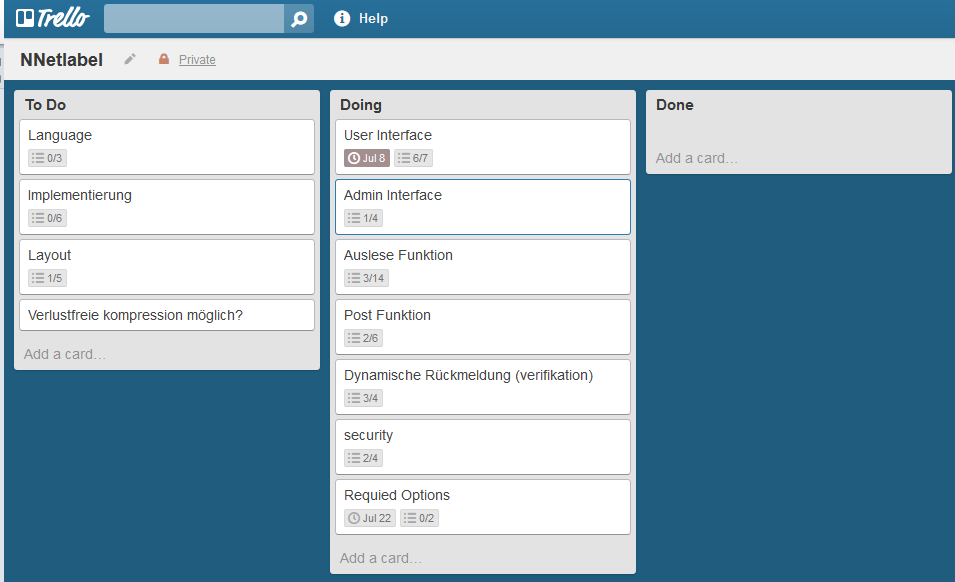 Trello
Help
NNetlabel
Private
To Do
Language
0/3
Implementierung
0/6
Layout
1/5
Verlustfreie kompression möglich?
Add a card…
Doing
User Interface
Jul 8 6/7
Admin Interface
1/4
Auslese Funktion
3/14
Post Funktion
2/6
Dynamische Rückmeldung (verifikation)
3/4
security
2/4
Requied Options
Jul 22 0/2
Add a card…
Done
Add a card…